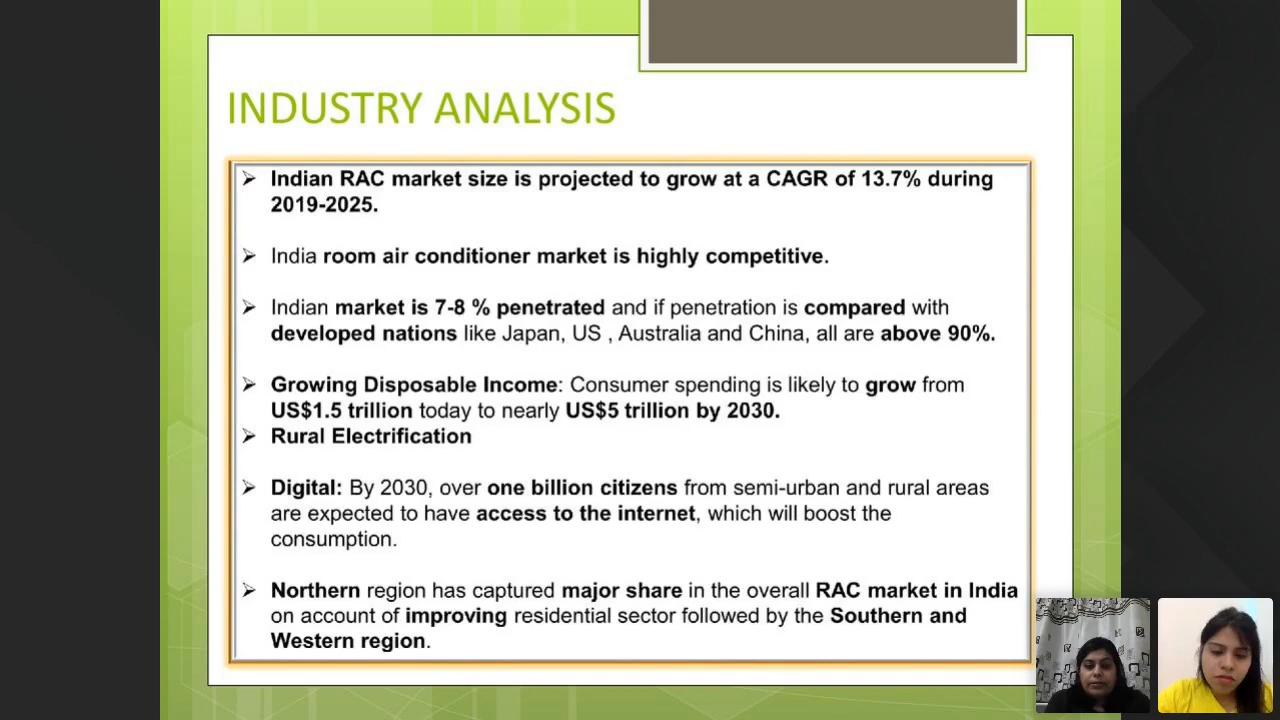 INDUSTRY ANALYSIS
➢ Indian RAC market size is projected to grow at a CAGR of 13.7% during
2019-2025.
➢ India room air conditioner market is highly competitive.
➢ Indian market is 7-8 % penetrated and if penetration is compared with
developed nations like Japan, US , Australia and China, all are above 90%.
➢ Growing Disposable Income: Consumer spending is likely to grow from
US$1.5 trillion today to nearly US$5 trillion by 2030.
➢ Rural Electrification
➢ Digital: By 2030, over one billion citizens from semi-urban and rural areas
are expected to have access to the internet, which will boost the
consumption.
➢ Northern region has captured major share in the overall RAC market in India
on account of improving residential sector followed by the Southern and
Western region.